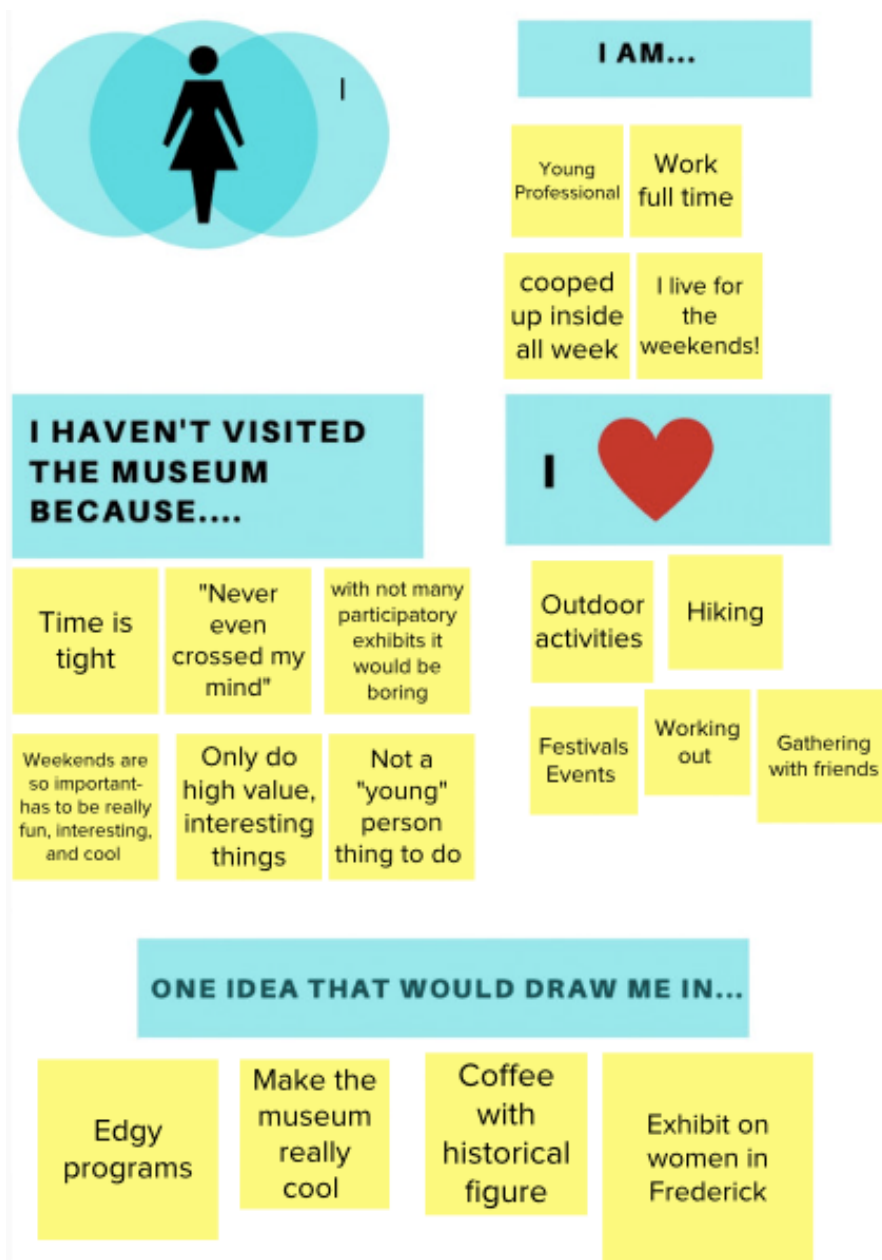 I
I AM...
Young
Professional
Work
full time
cooped
up inside
all week
I live for
the
weekends!
I HAVEN'T VISITED
THE MUSEUM
BECAUSE....
Time is
tight
"Never
even
crossed my
mind"
with not many
participatory
exhibits it
would be
boring
Weekends are
so important-
has to be really
fun, interesting,
and cool
Only do
high value,
interesting
things
Not a
"young"
person
thing to do
I
Outdoor
activities
Hiking
Festivals
Events
Working
out
Gathering
with friends
ONE IDEA THAT WOULD DRAW ME IN...
Edgy
programs
Make the
museum
really
cool
Coffee
with
historical
figure
Exhibit on
women in
Frederick